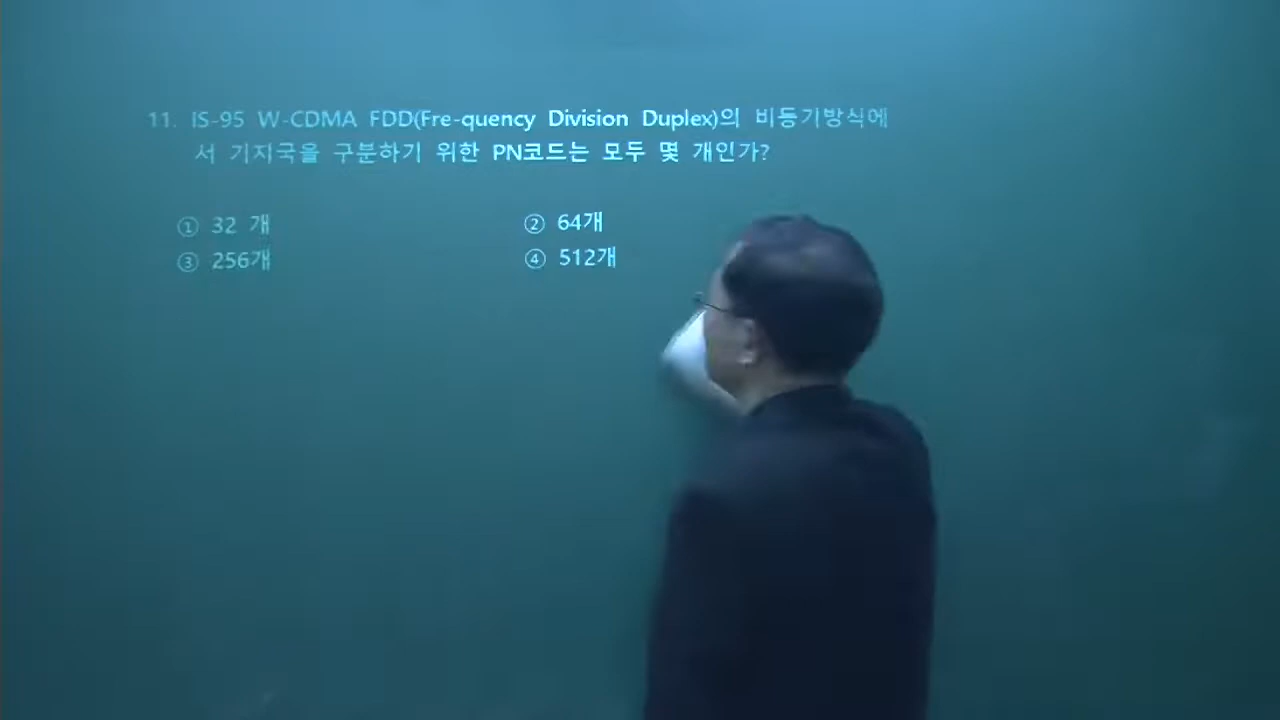 11. IS-95 W-CDMA FDD(Fre-quency Division Duplex)의 비동기방식에
서 기지국을 구분하기 위한 PN코드는 모두 몇 개인가?
① 32 개 ② 64개
③ 256개 ④ 512개